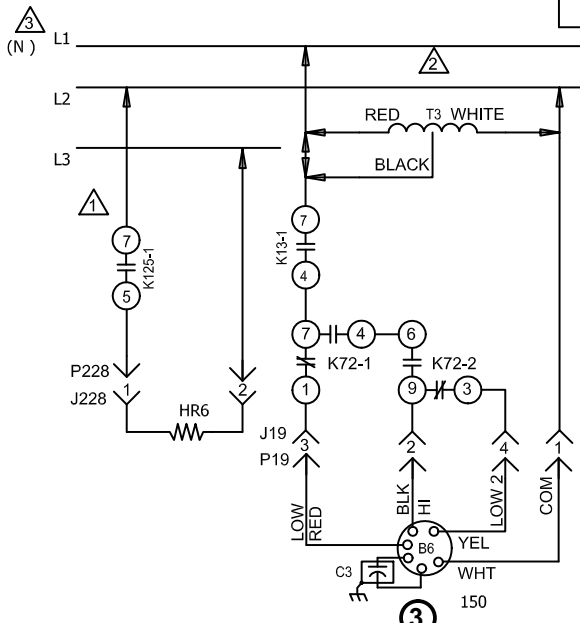 3
(N) L1
2
L2
RED T3 WHITE
L3
BLACK
1
7
7
K125-1
K13-1
5
4
7 4 6
K72-1 K72-2
P228
1 9 3
1 2
J228
HR6
J19
3 2 4 1
P19
LOW
RED
BLK
HI
LOW 2
COM
B6
YEL
C3
WHT
3
150